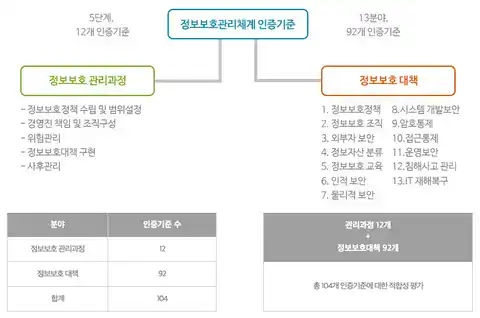 5단계,
12개 인증기준
정보보호관리체계 인증기준
13분야,
92개 인증기준
정보보호 관리과정
- 정보보호정책 수립 및 범위설정
- 경영진 책임 및 조직구성
- 위험관리
- 정보보호대책 구현
- 사후관리
정보보호 대책
1. 정보보호정책
2. 정보보호 조직
3. 외부자 보안
4. 정보자산 분류
5. 정보보호 교육
6. 인적 보안
7. 물리적 보안
8.시스템 개발보안
9.암호통제
10.접근통제
11.운영보안
12.침해사고 관리
13.IT 재해복구
분야 인증기준 수
정보보호 관리과정 12
정보보호 대책 92
합계 104
관리과정 12개
+
정보보호대책 92개
총 104개 인증기준에 대한 적합성 평가